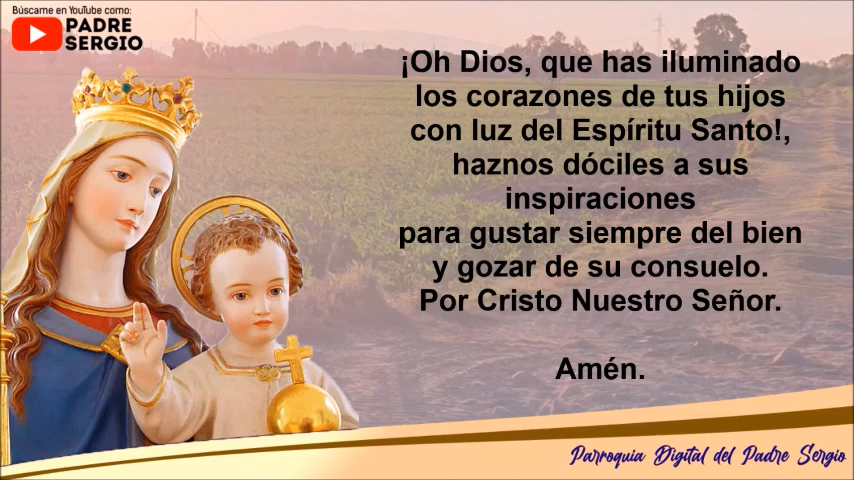 Búscame en YouTube como:
PADRE
SERGIO
¡Oh Dios, que has iluminado
los corazones de tus hijos
con luz del Espíritu Santo!,
haznos dóciles a sus
inspiraciones
para gustar siempre del bien
y gozar de su consuelo.
Por Cristo Nuestro Señor.
Amén.
Parroquia Digital del Padre Sergio